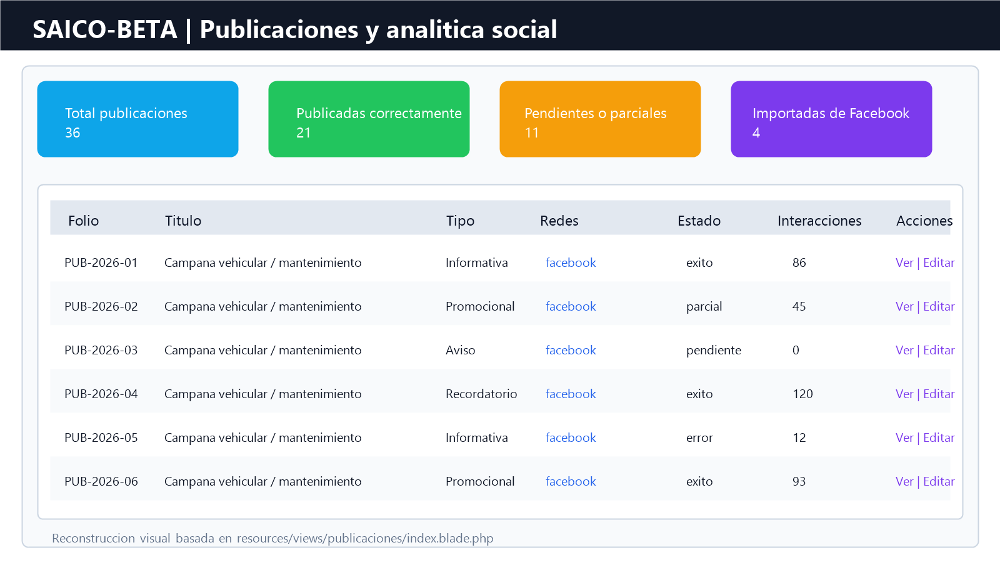 SAICO-BETA | Publicaciones y analitica social
Total publicaciones
36
Publicadas correctamente
21
Pendientes o parciales
11
Importadas de Facebook
4
Folio Titulo Tipo Redes Estado Interacciones Acciones
PUB-2026-01 Campana vehicular / mantenimiento Informativa facebook exito 86 Ver | Editar
PUB-2026-02 Campana vehicular / mantenimiento Promocional facebook parcial 45 Ver | Editar
PUB-2026-03 Campana vehicular / mantenimiento Aviso facebook pendiente 0 Ver | Editar
PUB-2026-04 Campana vehicular / mantenimiento Recordatorio facebook exito 120 Ver | Editar
PUB-2026-05 Campana vehicular / mantenimiento Informativa facebook error 12 Ver | Editar
PUB-2026-06 Campana vehicular / mantenimiento Promocional facebook exito 93 Ver | Editar
Reconstruccion visual basada en resources/views/publicaciones/index.blade.php